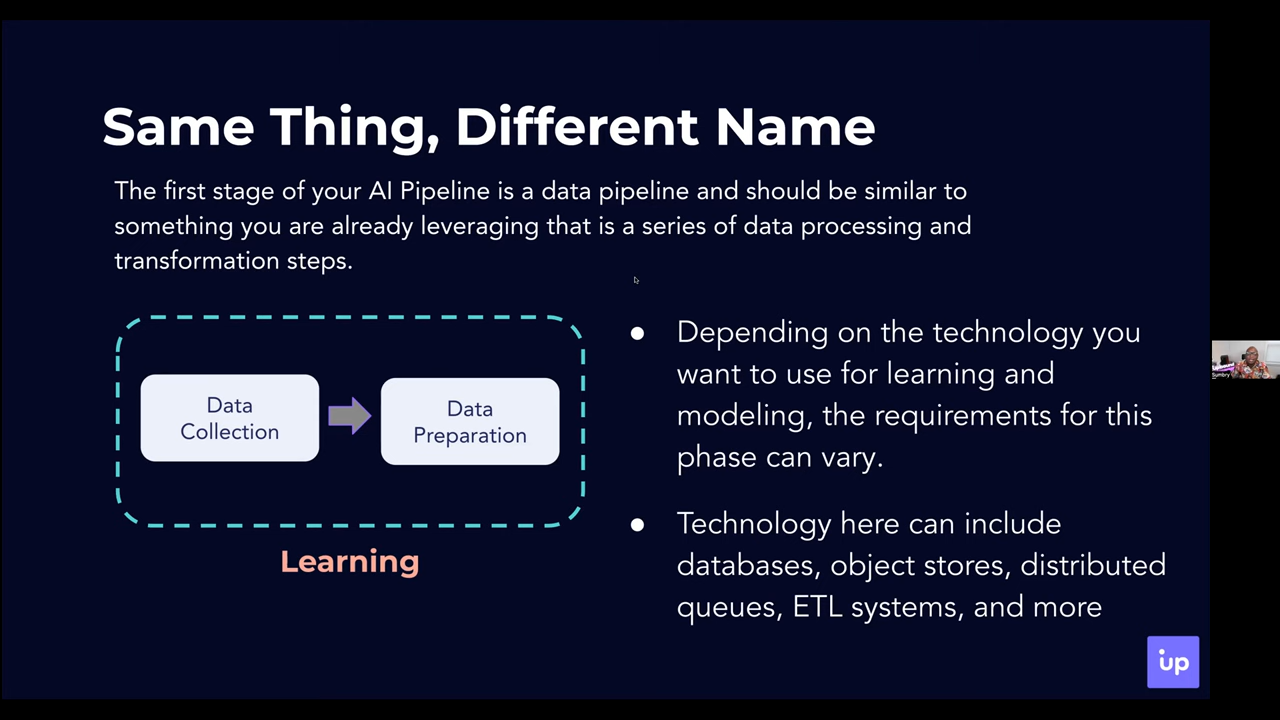 Same Thing, Different Name
The first stage of your AI Pipeline is a data pipeline and should be similar to
something you are already leveraging that is a series of data processing and
transformation steps.
Data
Collection
Data
Preparation
Learning
● Depending on the technology you
want to use for learning and
modeling, the requirements for this
phase can vary.
● Technology here can include
databases, object stores, distributed
queues, ETL systems, and more
up
Sumbry